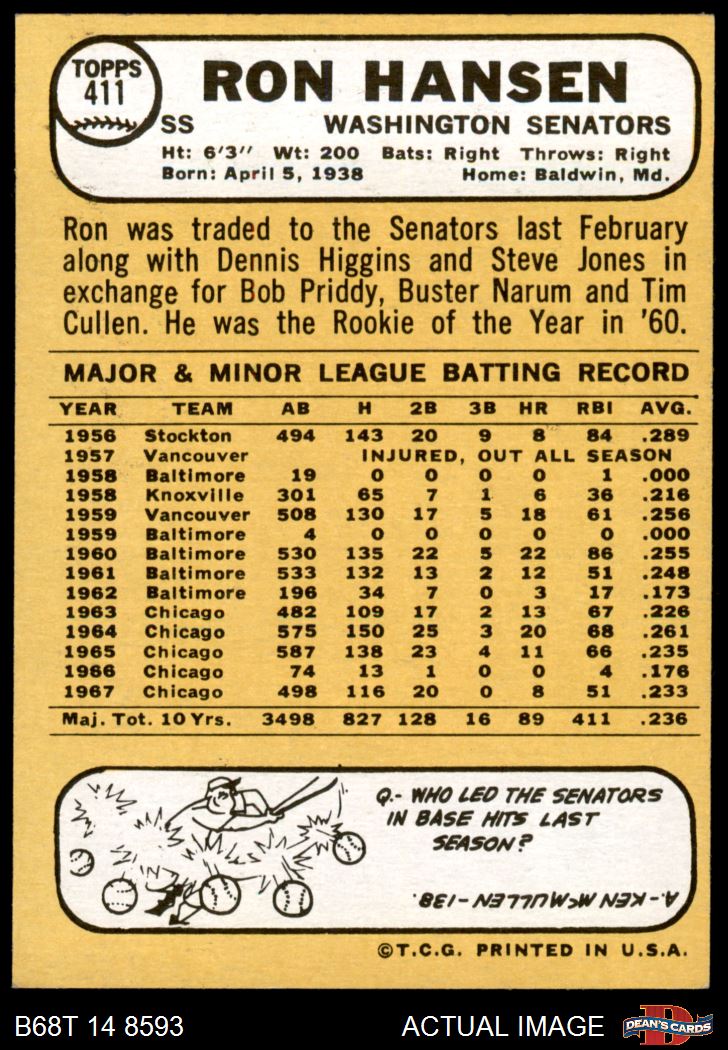 TOPPS
411
RON HANSEN
SS WASHINGTON SENATORS
Ht: 6'3" Wt: 200 Bats: Right Throws: Right
Born: April 5, 1938 Home: Baldwin, Md.
Ron was traded to the Senators last February
along with Dennis Higgins and Steve Jones in
exchange for Bob Priddy, Buster Narum and Tim
Cullen. He was the Rookie of the Year in '60.
MAJOR & MINOR LEAGUE BATTING RECORD
YEAR TEAM AB H 2B 3B HR RBI AVG.
1956 Stockton 494 143 20 9 8 84 .289
1957 Vancouver INJURED, OUT ALL SEASON
1958 Baltimore 19 0 0 0 0 1 .000
1958 Knoxville 301 65 7 1 6 36 .216
1959 Vancouver 508 130 17 5 18 61 .256
1959 Baltimore 4 0 0 0 0 0 .000
1960 Baltimore 530 135 22 5 22 86 .255
1961 Baltimore 533 132 13 2 12 51 .248
1962 Baltimore 196 34 7 0 3 17 .173
1963 Chicago 482 109 17 2 13 67 .226
1964 Chicago 575 150 25 3 20 68 .261
1965 Chicago 587 138 23 4 11 66 .235
1966 Chicago 74 13 1 0 0 4 .176
1967 Chicago 498 116 20 0 8 51 .233
Maj. Tot. 10 Yrs. 3498 827 128 16 89 411 .236
Q.- WHO LED THE SENATORS
IN BASE HITS LAST
SEASON?
A.- KEN McMULLEN - 138.
©T.C.G. PRINTED IN U.S.A.
B68T 14 8593 ACTUAL IMAGE
D
DEAN'S CARDS